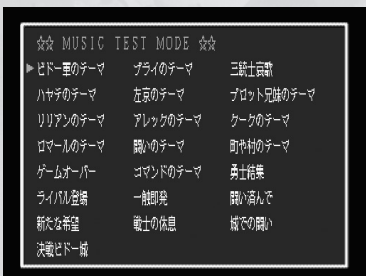 ☆☆ MUSIC TEST MODE ☆☆
▶ビドー軍のテーマ ブライのテーマ 三銃士哀歌
ハヤテのテーマ 左京のテーマ プロット兄妹のテーマ
リリアンのテーマ アレックのテーマ クークのテーマ
ロマールのテーマ 闘いのテーマ 町や村のテーマ
ゲームオーバー コマンドのテーマ 勇士結集
ライバル登場 一触即発 闘い済んで
新たな希望 戦士の休息 城での闘い
決戦ビドー城